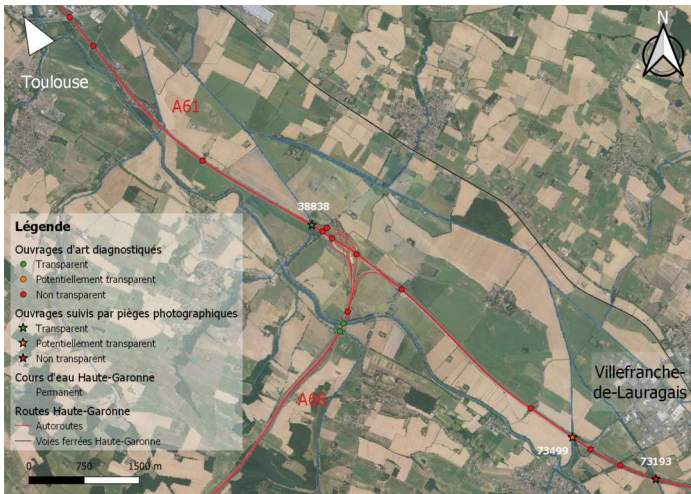 N
Toulouse
A61
38838
Légende
Ouvrages d'art diagnostiqués
Transparent
Potentiellement transparent
Non transparent
Ouvrages suivis par pièges photographiques
Transparent
Potentiellement transparent
Non transparent
Cours d'eau Haute-Garonne
Permanent
Routes Haute-Garonne
Autoroutes
Voies ferrées Haute-Garonne
0 750 1500 m
A66
Villefranche-
de-Lauragais
73499
73193